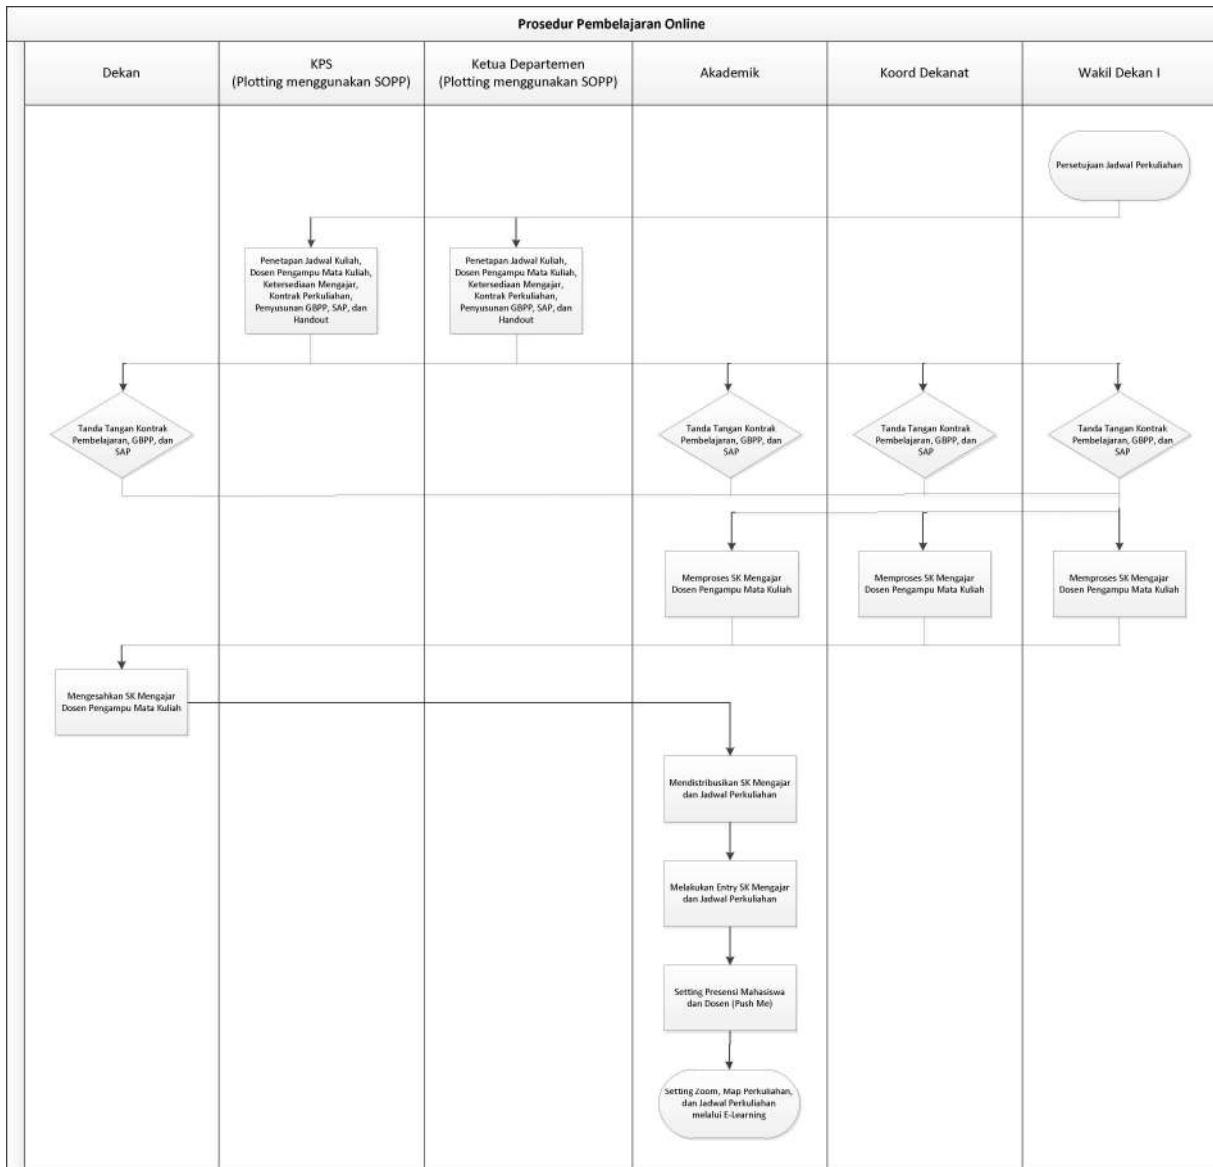 Prosedur Pembelajaran Online
Dekan
KPS
(Plotting menggunakan SOPP)
Ketua Departemen
(Plotting menggunakan SOPP)
Akademik
Koord Dekanat
Wakil Dekan I
Persetujuan Jadwal Perkuliahan
Penetapan Jadwal Kuliah,
Dosen Pengampu Mata Kuliah,
Ketersediaan Mengajar,
Kontrak Perkuliahan,
Penyusunan GBPP, SAP, dan
Handout
Penetapan Jadwal Kuliah,
Dosen Pengampu Mata Kuliah,
Ketersediaan Mengajar,
Kontrak Perkuliahan,
Penyusunan GBPP, SAP, dan
Handout
Tanda Tangan Kontrak
Pembelajaran, GBPP, dan
SAP
Tanda Tangan Kontrak
Pembelajaran, GBPP, dan
SAP
Tanda Tangan Kontrak
Pembelajaran, GBPP, dan
SAP
Tanda Tangan Kontrak
Pembelajaran, GBPP, dan
SAP
Memproses SK Mengajar
Dosen Pengampu Mata Kuliah
Memproses SK Mengajar
Dosen Pengampu Mata Kuliah
Memproses SK Mengajar
Dosen Pengampu Mata Kuliah
Mengesahkan SK Mengajar
Dosen Pengampu Mata Kuliah
Mendistribusikan SK Mengajar
dan Jadwal Perkuliahan
Melakukan Entry SK Mengajar
dan Jadwal Perkuliahan
Setting Presensi Mahasiswa
dan Dosen (Push Me)
Setting Zoom, Map Perkuliahan,
dan Jadwal Perkuliahan
melalui E-Learning